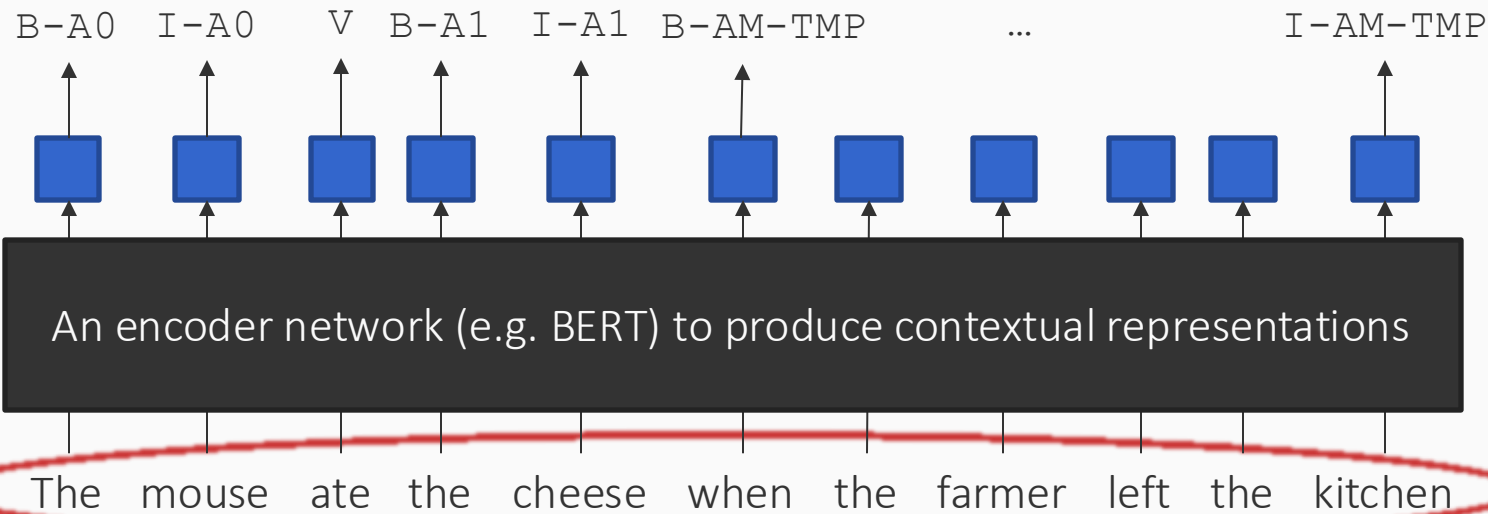 B-A0 I-A0 V B-A1 I-A1 B-AM-TMP … I-AM-TMP
An encoder network (e.g. BERT) to produce contextual representations
The mouse ate the cheese when the farmer left the kitchen